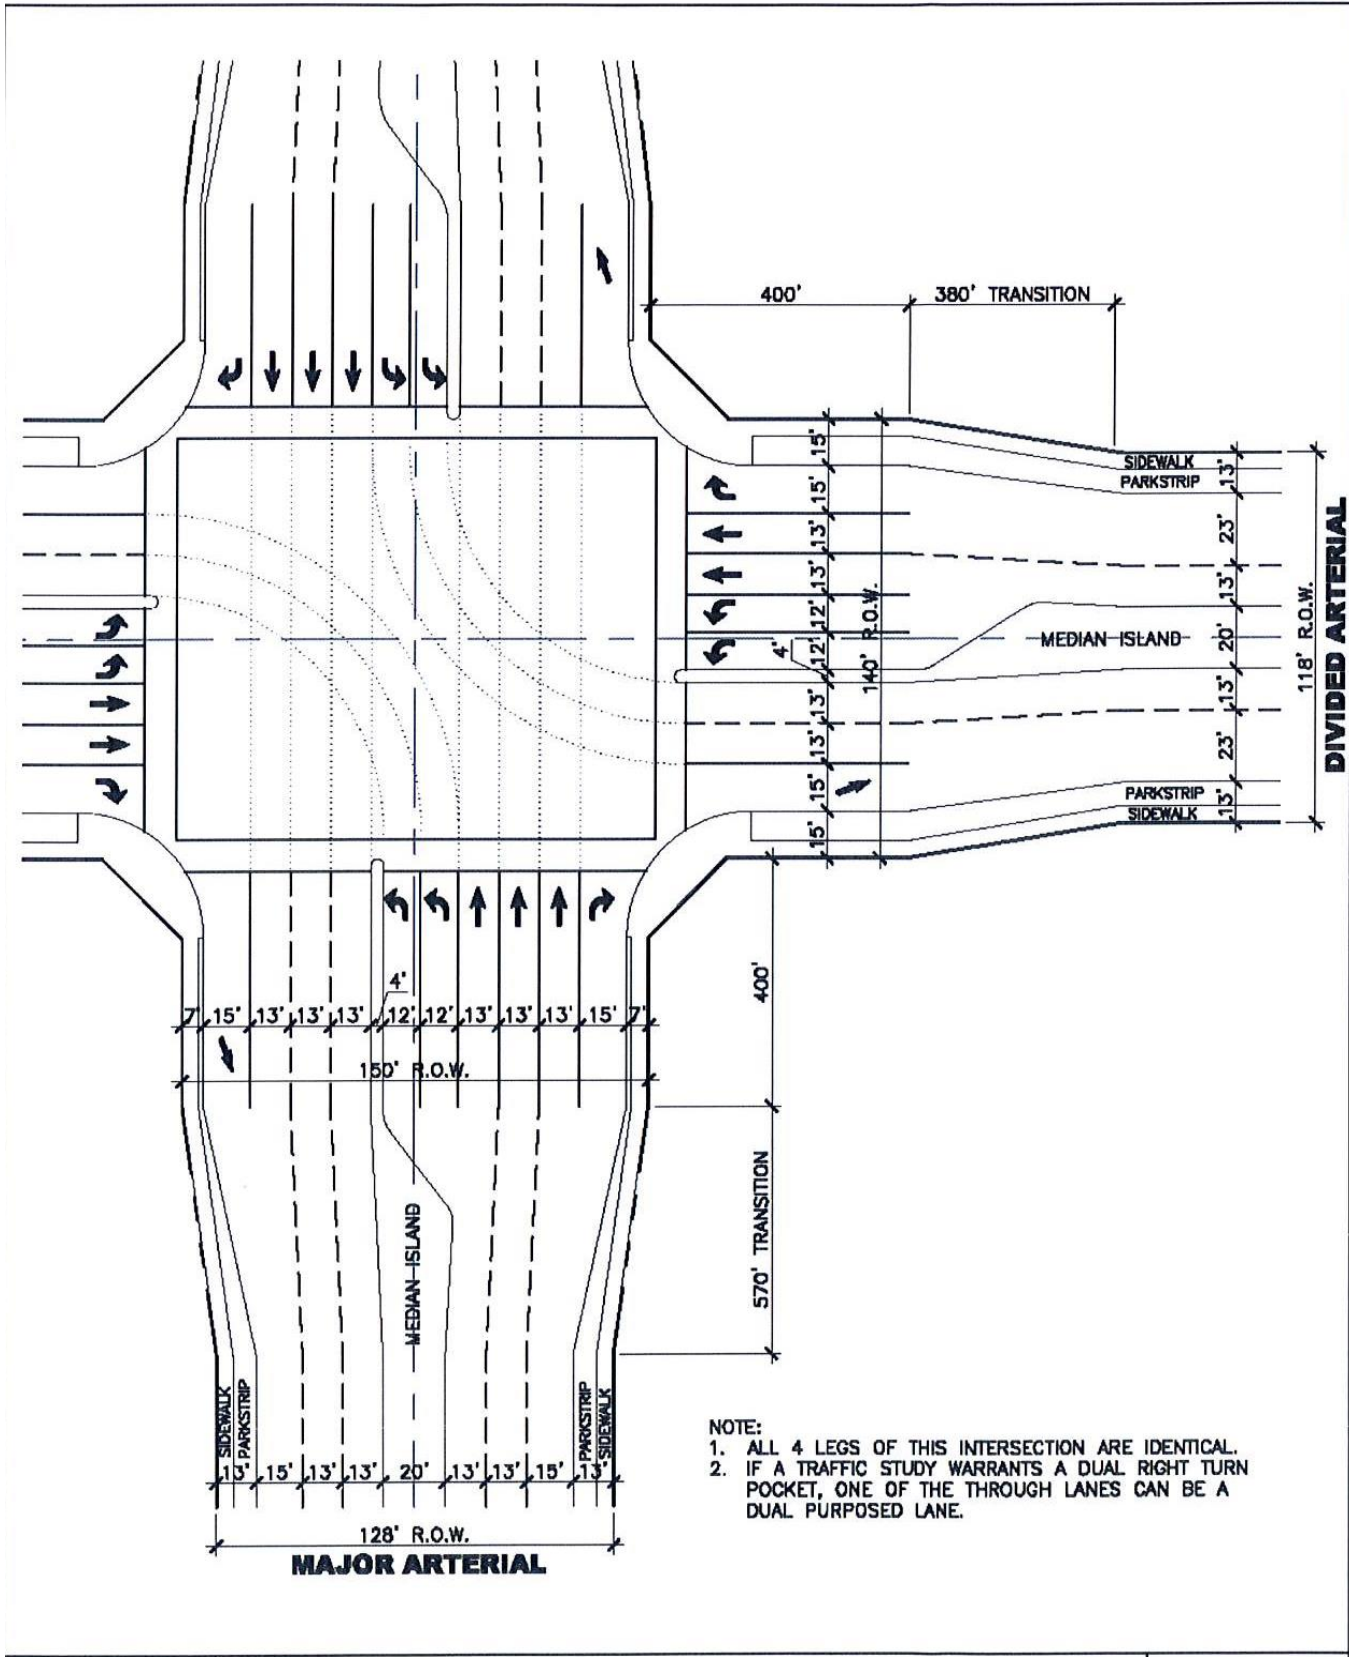 400'
380' TRANSITION
15'
15'
13'
13'
12'
12'
4'
13'
13'
15'
15'
140' R.O.W.
SIDEWALK
PARKSTRIP
MEDIAN ISLAND
PARKSTRIP
SIDEWALK
13'
23'
13'
20'
13'
23'
13'
118' R.O.W.
DIVIDED ARTERIAL
4'
7' 15' 13' 13' 13' 12' 12' 13' 13' 13' 15' 7'
150' R.O.W.
400'
570' TRANSITION
MEDIAN ISLAND
SIDEWALK
PARKSTRIP
PARKSTRIP
SIDEWALK
13' 15' 13' 13' 20' 13' 13' 15' 13'
128' R.O.W.
MAJOR ARTERIAL
NOTE:
1. ALL 4 LEGS OF THIS INTERSECTION ARE IDENTICAL.
2. IF A TRAFFIC STUDY WARRANTS A DUAL RIGHT TURN
POCKET, ONE OF THE THROUGH LANES CAN BE A
DUAL PURPOSED LANE.